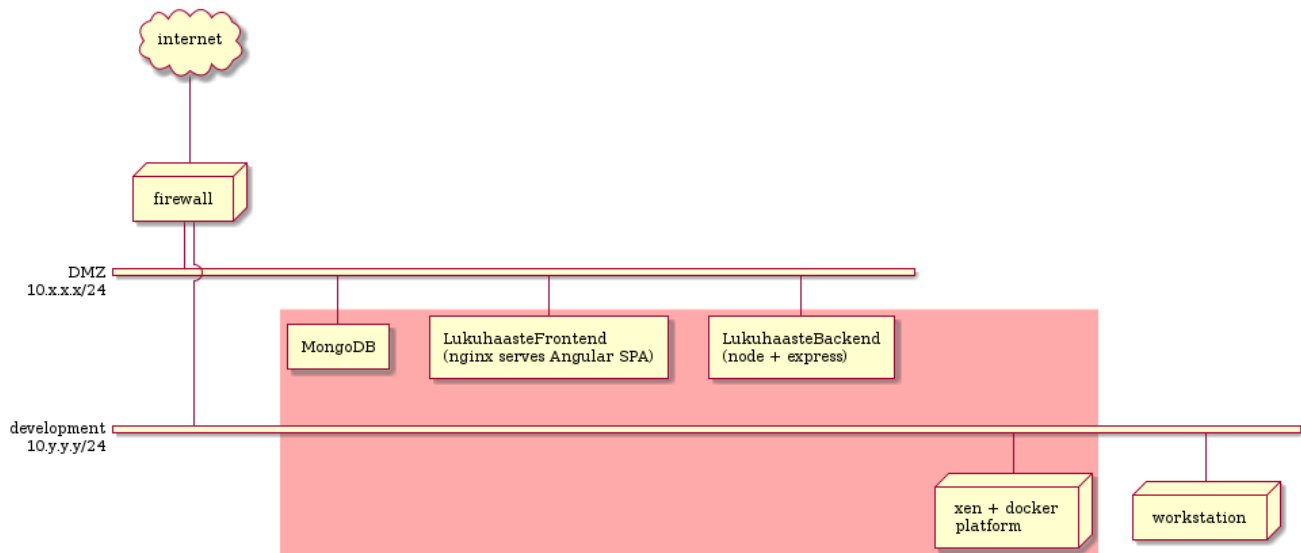 internet
firewall
DMZ
10.x.x.x/24
MongoDB
LukuhaasteFrontend
(nginx serves Angular SPA)
LukuhaasteBackend
(node + express)
development
10.y.y.y/24
xen + docker
platform
workstation